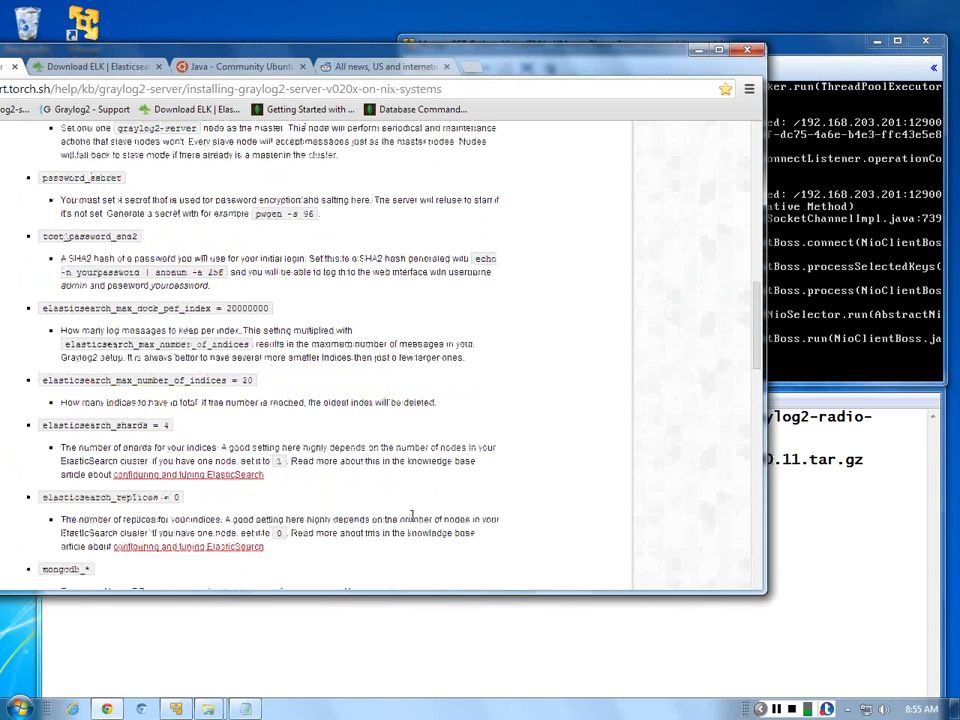 Download ELK | Elasticsea
Java - Community Ubunt
All news, US and internati
rt.torch.sh/help/kb/graylog2-server/installing-graylog2-server-v020x-on-nix-systems
log2-s...
Graylog2 - Support
Download ELK | Elas...
Getting Started with ...
Database Command...
Set only one graylog2-server node as the master. This node will perform periodical and maintenance
actions that slave nodes won't. Every slave node will accept messages just as the master nodes. Nodes
will fall back to slave mode if there already is a master in the cluster.
password_secret
You must set a secret that is used for password encryption and salting here. The server will refuse to start if
it's not set. Generate a secret with for example pwgen -s 96.
root_password_sha2
A SHA2 hash of a password you will use for your initial login. Set this to a SHA2 hash generated with echo
-n yourpassword | shasum -a 256 and you will be able to log in to the web interface with username
admin and password yourpassword.
elasticsearch_max_docs_per_index = 20000000
How many log messages to keep per index. This setting multiplied with
elasticsearch_max_number_of_indices results in the maximum number of messages in your
Graylog2 setup. It is always better to have several more smaller indices than just a few larger ones.
elasticsearch_max_number_of_indices = 20
How many indices to have in total. If this number is reached, the oldest index will be deleted.
elasticsearch_shards = 4
The number of shards for your indices. A good setting here highly depends on the number of nodes in your
ElasticSearch cluster. If you have one node, set it to 1. Read more about this in the knowledge base
article about configuring and tuning ElasticSearch
elasticsearch_replicas = 0
The number of replicas for your indices. A good setting here highly depends on the number of nodes in your
ElasticSearch cluster. If you have one node, set it to 0. Read more about this in the knowledge base
article about configuring and tuning ElasticSearch
mongodb_*
ker.run(ThreadPoolExecutor
ed: /192.168.203.201:12900
f-dc75-4a6e-b4e3-ffc43e5e8
onnectListener.operationCo
ed: /192.168.203.201:12900
ative Method)
SocketChannelImpl.java:739
tBoss.connect(NioClientBos
tBoss.processSelectedKeys(
tBoss.process(NioClientBos
NioSelector.run(AbstractNi
tBoss.run(NioClientBoss.ja
ylog2-radio-
0.11.tar.gz
8:55 AM